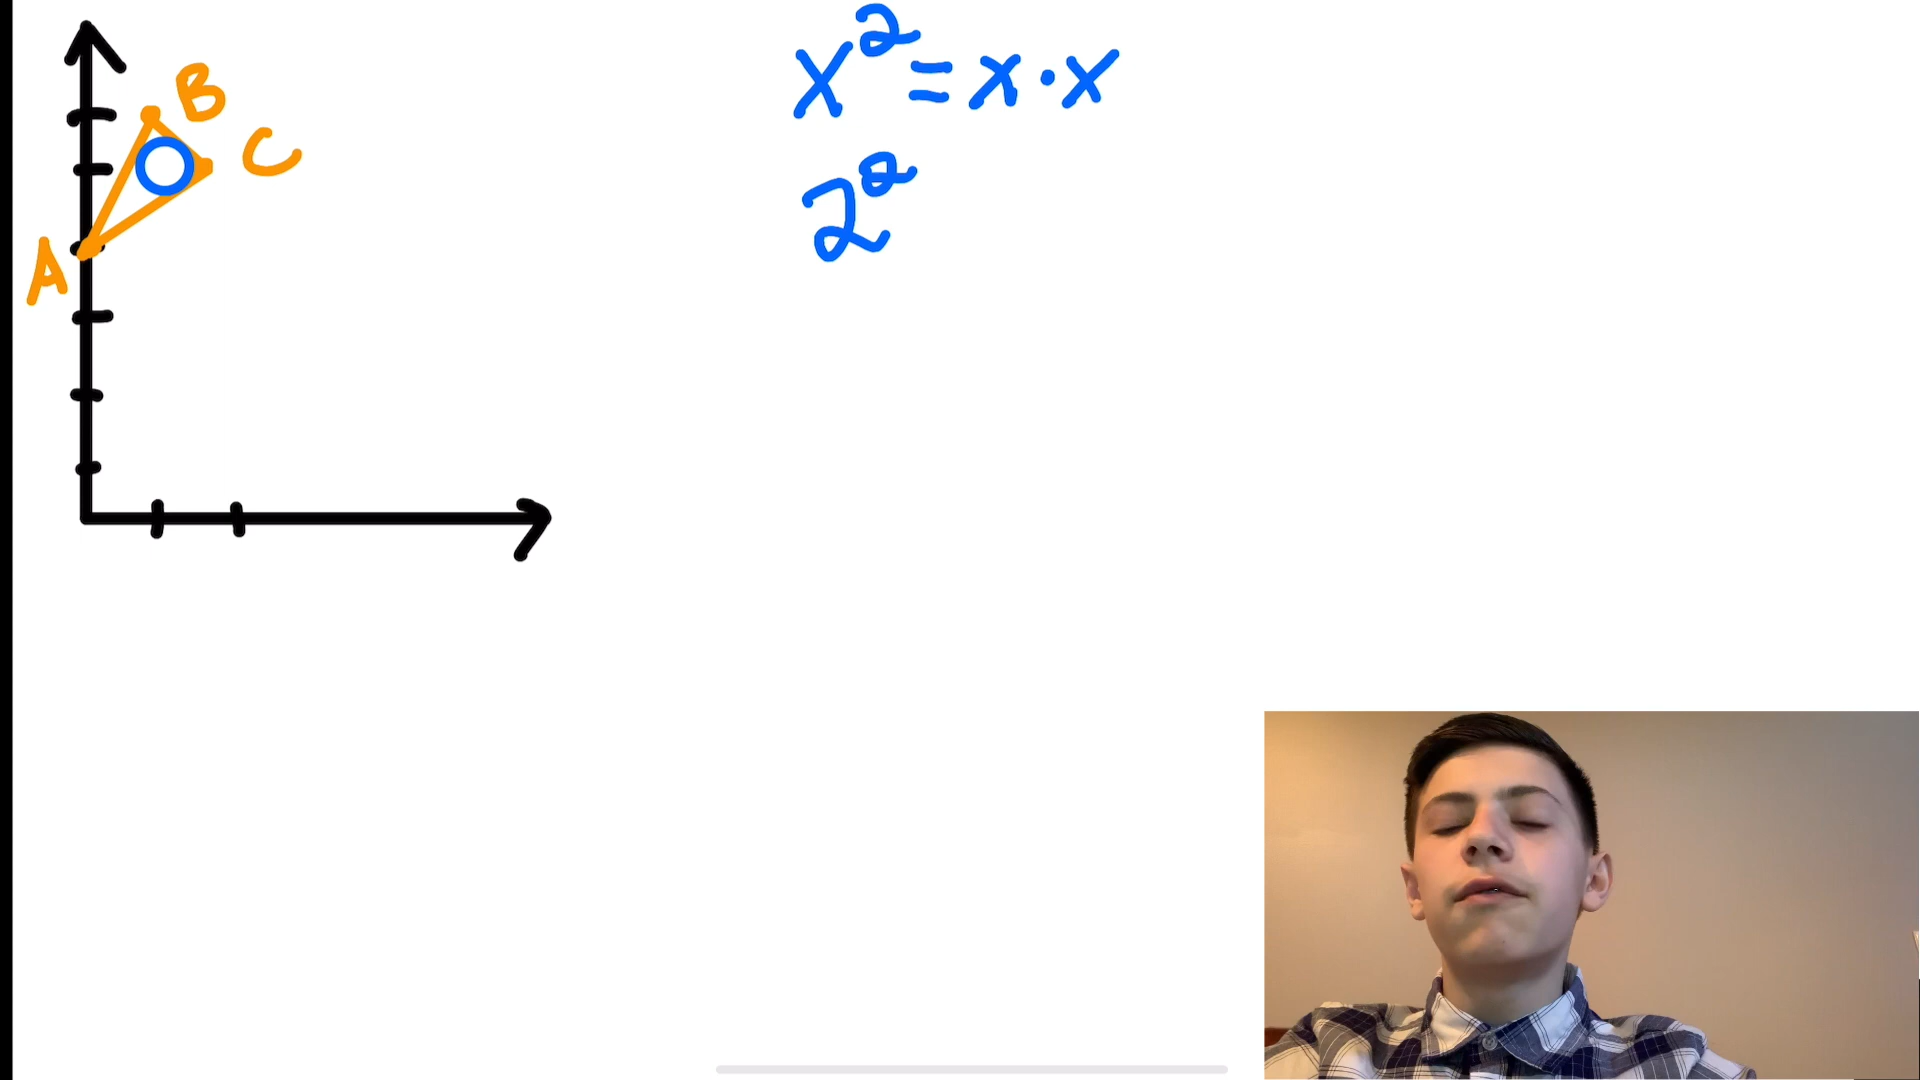 x² = x · x
2²
B
C
A